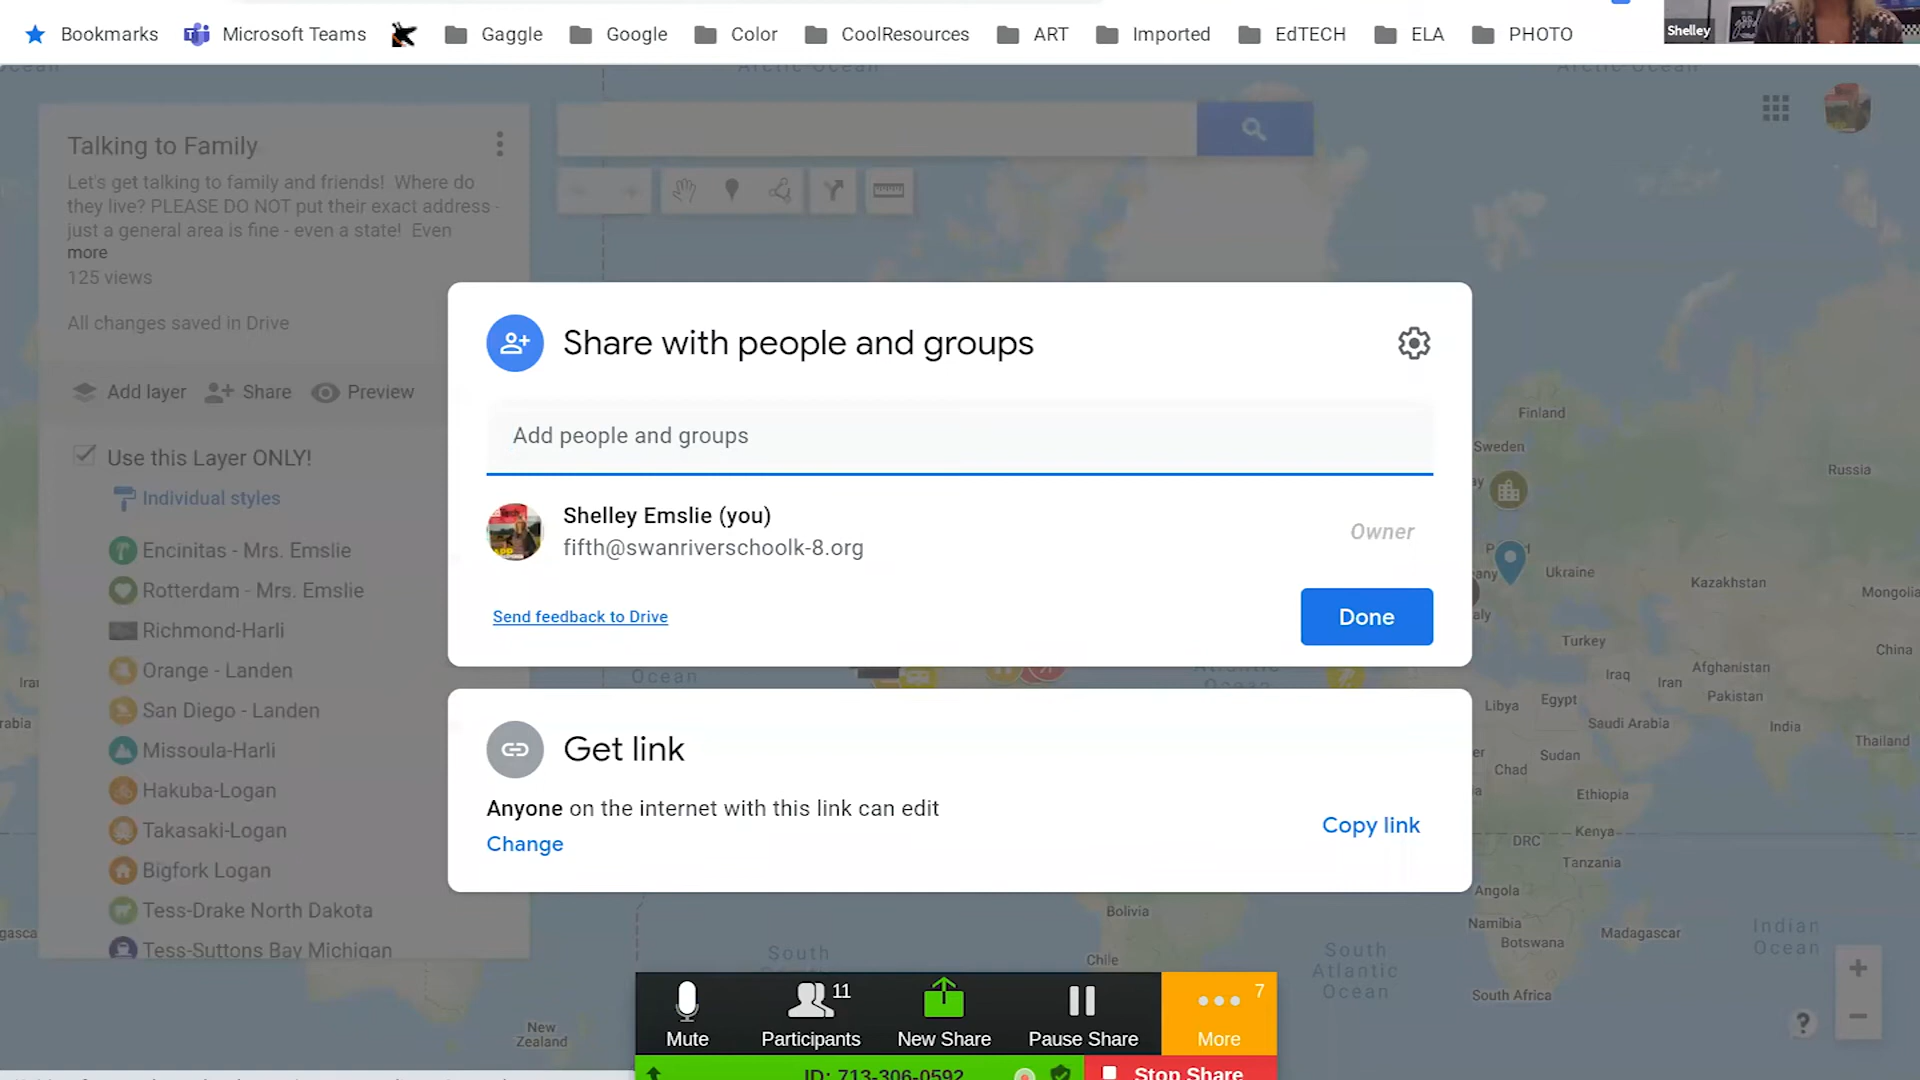 Bookmarks Microsoft Teams Gaggle Google Color CoolResources ART Imported EdTECH ELA PHOTO
Shelley
Arctic Ocean
Talking to Family
Let's get talking to family and friends! Where do
they live? PLEASE DO NOT put their exact address -
just a general area is fine - even a state! Even
more
125 views
All changes saved in Drive
Add layer Share Preview
Use this Layer ONLY!
Individual styles
Encinitas - Mrs. Emslie
Rotterdam - Mrs. Emslie
Richmond-Harli
Orange - Landen
San Diego - Landen
Missoula-Harli
Hakuba-Logan
Takasaki-Logan
Bigfork Logan
Tess-Drake North Dakota
Tess-Suttons Bay Michigan
Share with people and groups
Add people and groups
Shelley Emslie (you)
fifth@swanriverschoolk-8.org
Owner
Send feedback to Drive
Done
Get link
Anyone on the internet with this link can edit
Change
Copy link
Finland
Sweden
Russia
Ukraine
Kazakhstan
Mongolia
Turkey
China
Afghanistan
Iraq
Iran
Pakistan
Libya
Egypt
Saudi Arabia
India
Thailand
Sudan
Chad
Ethiopia
Kenya
DRC
Tanzania
Angola
Namibia
Madagascar
Botswana
South Africa
Indian
Ocean
Bolivia
Chile
South
Atlantic
Ocean
South
Ocean
New
Zealand
Mute
Participants
11
New Share
Pause Share
More
7
ID: 713-306-0592
Stop Share